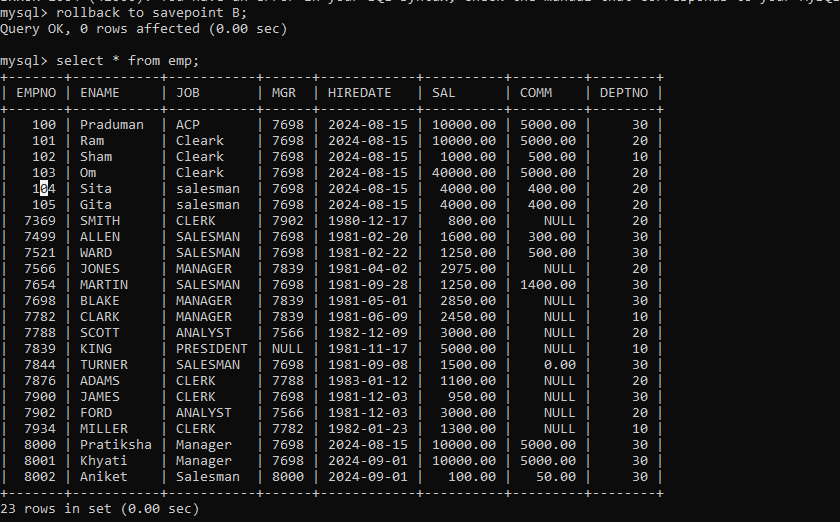 mysql> rollback to savepoint B;
Query OK, 0 rows affected (0.00 sec)
mysql> select * from emp;
+-------+-----------+-----------+------+------------+----------+---------+--------+
| EMPNO | ENAME     | JOB       | MGR  | HIREDATE   | SAL      | COMM    | DEPTNO |
+-------+-----------+-----------+------+------------+----------+---------+--------+
|   100 | Praduman  | ACP       | 7698 | 2024-08-15 | 10000.00 | 5000.00 |     30 |
|   101 | Ram       | Cleark    | 7698 | 2024-08-15 | 10000.00 | 5000.00 |     20 |
|   102 | Sham      | Cleark    | 7698 | 2024-08-15 |  1000.00 |  500.00 |     10 |
|   103 | Om        | Cleark    | 7698 | 2024-08-15 | 40000.00 | 5000.00 |     20 |
|   104 | Sita      | salesman  | 7698 | 2024-08-15 |  4000.00 |  400.00 |     20 |
|   105 | Gita      | salesman  | 7698 | 2024-08-15 |  4000.00 |  400.00 |     20 |
|  7369 | SMITH     | CLERK     | 7902 | 1980-12-17 |   800.00 |    NULL |     20 |
|  7499 | ALLEN     | SALESMAN  | 7698 | 1981-02-20 |  1600.00 |  300.00 |     30 |
|  7521 | WARD      | SALESMAN  | 7698 | 1981-02-22 |  1250.00 |  500.00 |     30 |
|  7566 | JONES     | MANAGER   | 7839 | 1981-04-02 |  2975.00 |    NULL |     20 |
|  7654 | MARTIN    | SALESMAN  | 7698 | 1981-09-28 |  1250.00 | 1400.00 |     30 |
|  7698 | BLAKE     | MANAGER   | 7839 | 1981-05-01 |  2850.00 |    NULL |     30 |
|  7782 | CLARK     | MANAGER   | 7839 | 1981-06-09 |  2450.00 |    NULL |     10 |
|  7788 | SCOTT     | ANALYST   | 7566 | 1982-12-09 |  3000.00 |    NULL |     20 |
|  7839 | KING      | PRESIDENT | NULL | 1981-11-17 |  5000.00 |    NULL |     10 |
|  7844 | TURNER    | SALESMAN  | 7698 | 1981-09-08 |  1500.00 |    0.00 |     30 |
|  7876 | ADAMS     | CLERK     | 7788 | 1983-01-12 |  1100.00 |    NULL |     20 |
|  7900 | JAMES     | CLERK     | 7698 | 1981-12-03 |   950.00 |    NULL |     30 |
|  7902 | FORD      | ANALYST   | 7566 | 1981-12-03 |  3000.00 |    NULL |     20 |
|  7934 | MILLER    | CLERK     | 7782 | 1982-01-23 |  1300.00 |    NULL |     10 |
|  8000 | Pratiksha | Manager   | 7698 | 2024-08-15 | 10000.00 | 5000.00 |     30 |
|  8001 | Khyati    | Manager   | 7698 | 2024-09-01 | 10000.00 | 5000.00 |     30 |
|  8002 | Aniket    | Salesman  | 8000 | 2024-09-01 |   100.00 |   50.00 |     30 |
+-------+-----------+-----------+------+------------+----------+---------+--------+
23 rows in set (0.00 sec)